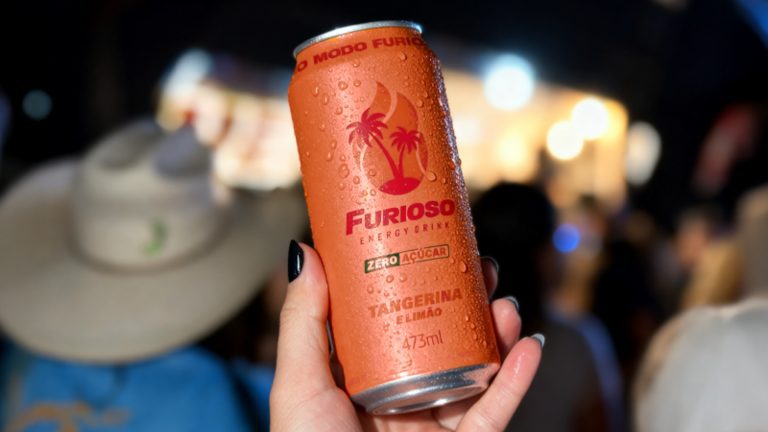 O MODO FURIO
FURIOSO
ENERGY DRINK
ZERO AÇÚCAR
TANGERINA
E LIMÃO
473ml